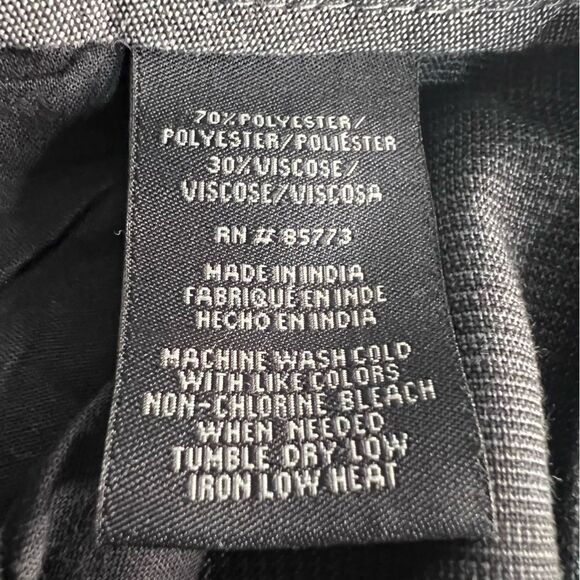 70% POLYESTER/
POLYESTER/POLIÉSTER
30% VISCOSE/
VISCOSE/VISCOSA
RN # 85773
MADE IN INDIA
FABRIQUÉ EN INDE
HECHO EN INDIA
MACHINE WASH COLD
WITH LIKE COLORS
NON-CHLORINE BLEACH
WHEN NEEDED
TUMBLE DRY LOW
IRON LOW HEAT